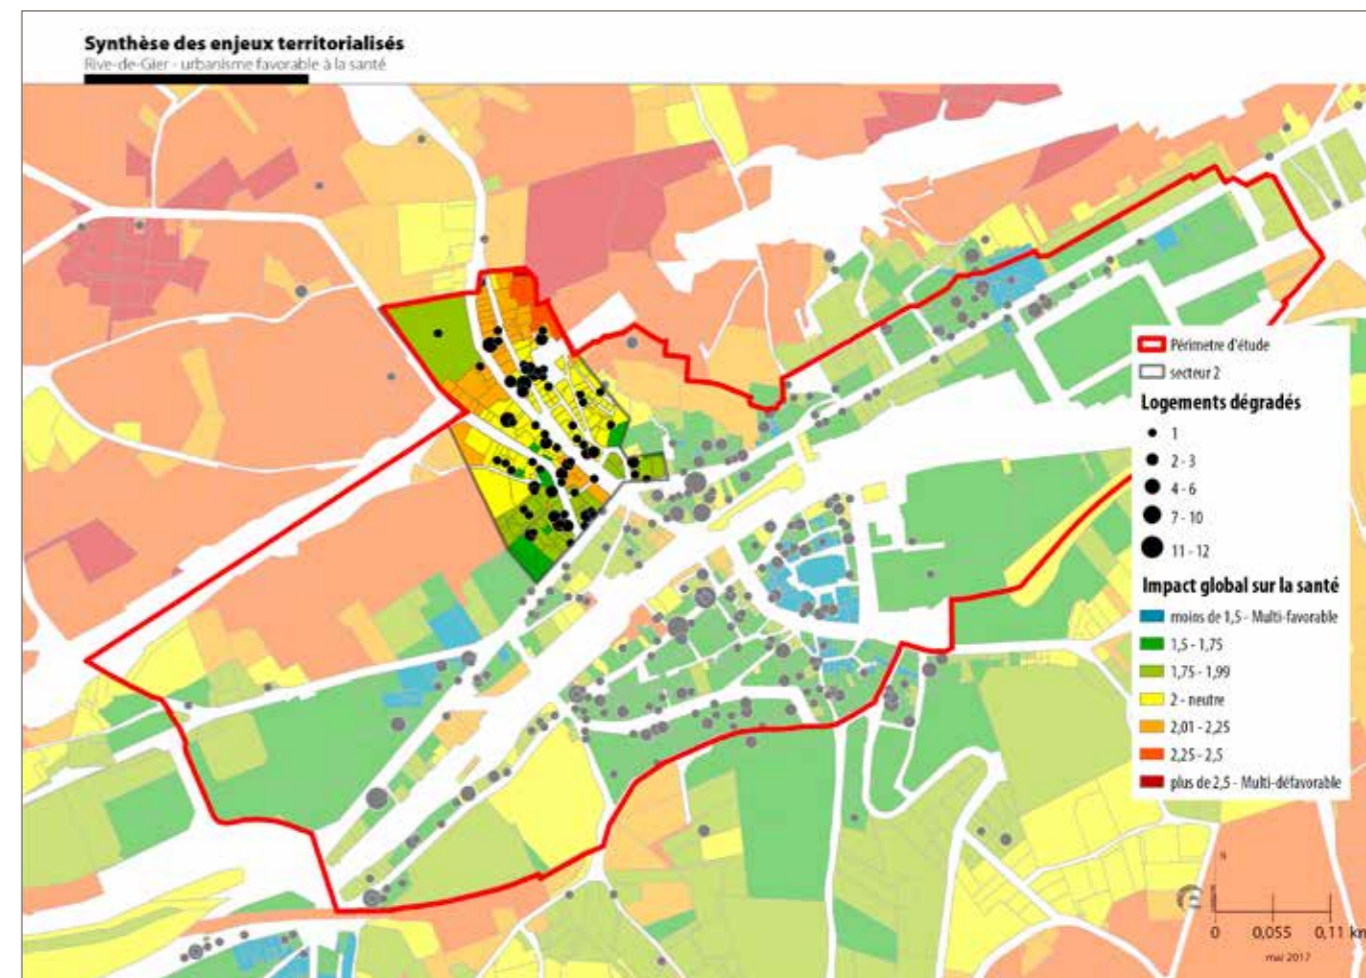 Synthèse des enjeux territorialisés
Rive-de-Gier - urbanisme favorable à la santé
Périmetre d'étude
secteur 2
Logements dégradés
1
2 - 3
4 - 6
7 - 10
11 - 12
Impact global sur la santé
moins de 1,5 - Multi-favorable
1,5 - 1,75
1,75 - 1,99
2 - neutre
2,01 - 2,25
2,25 - 2,5
plus de 2,5 - Multi-défavorable
N
0 0,055 0,11 km
mai 2017